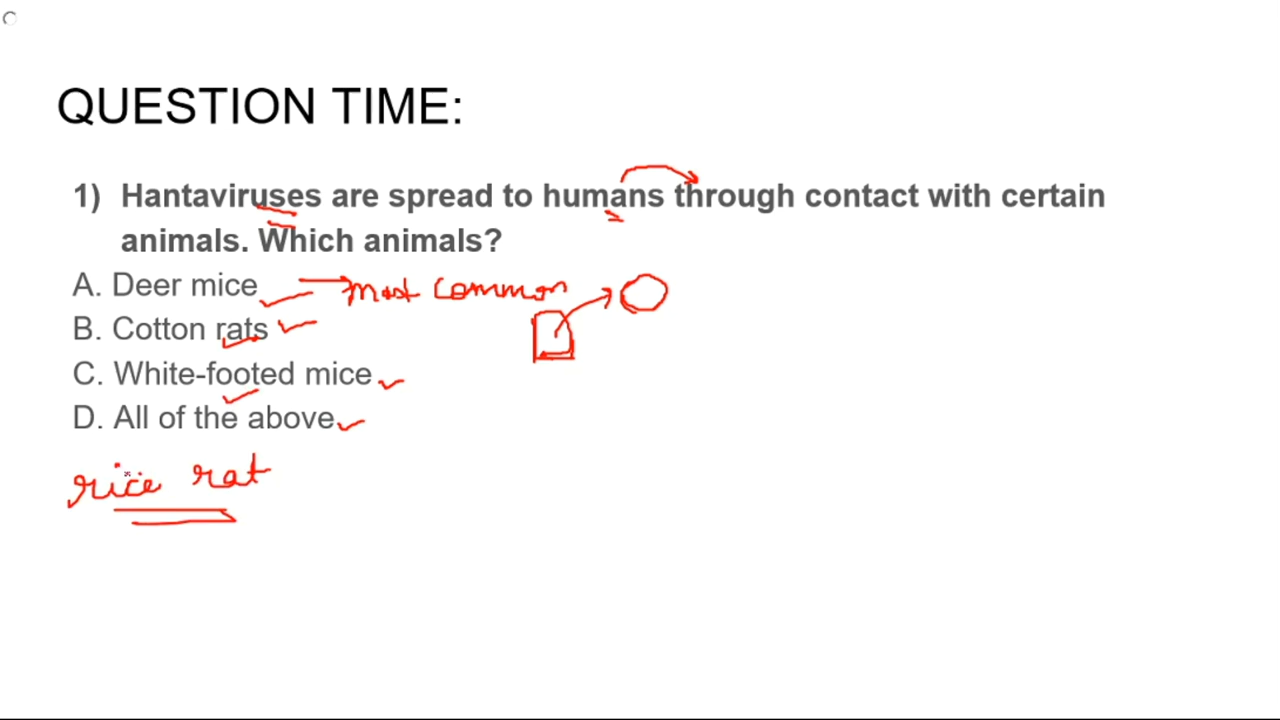 QUESTION TIME:
1) Hantaviruses are spread to humans through contact with certain
animals. Which animals?
A. Deer mice → most common
B. Cotton rats
C. White-footed mice
D. All of the above
rice rat